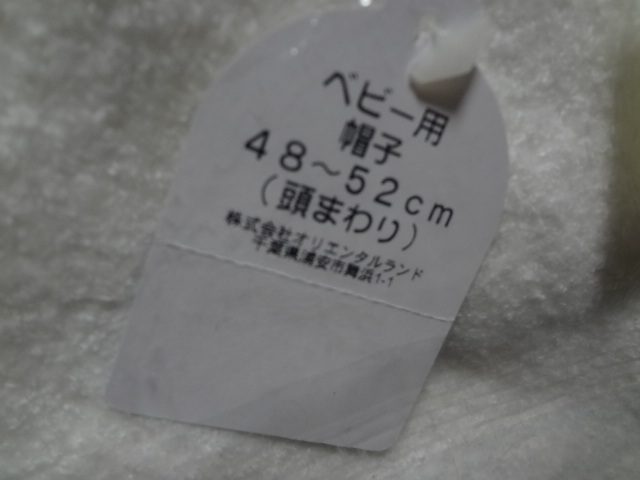 ベビー用
帽子
48～52cm
(頭まわり)
株式会社オリエンタルランド
千葉県浦安市舞浜1-1